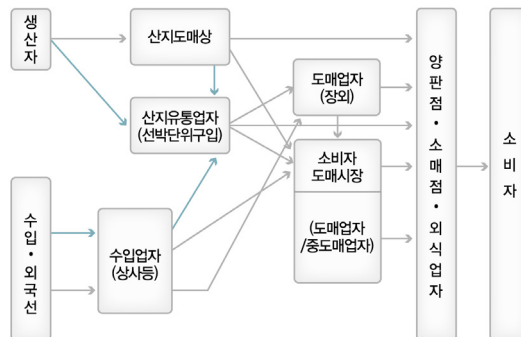 생산자
산지도매상
산지유통업자
(선박단위구입)
도매업자
(장외)
소비자
도매시장
(도매업자
/중도매업자)
수입·외국선
수입업자
(상사등)
양판점·소매점·외식업자
소비자